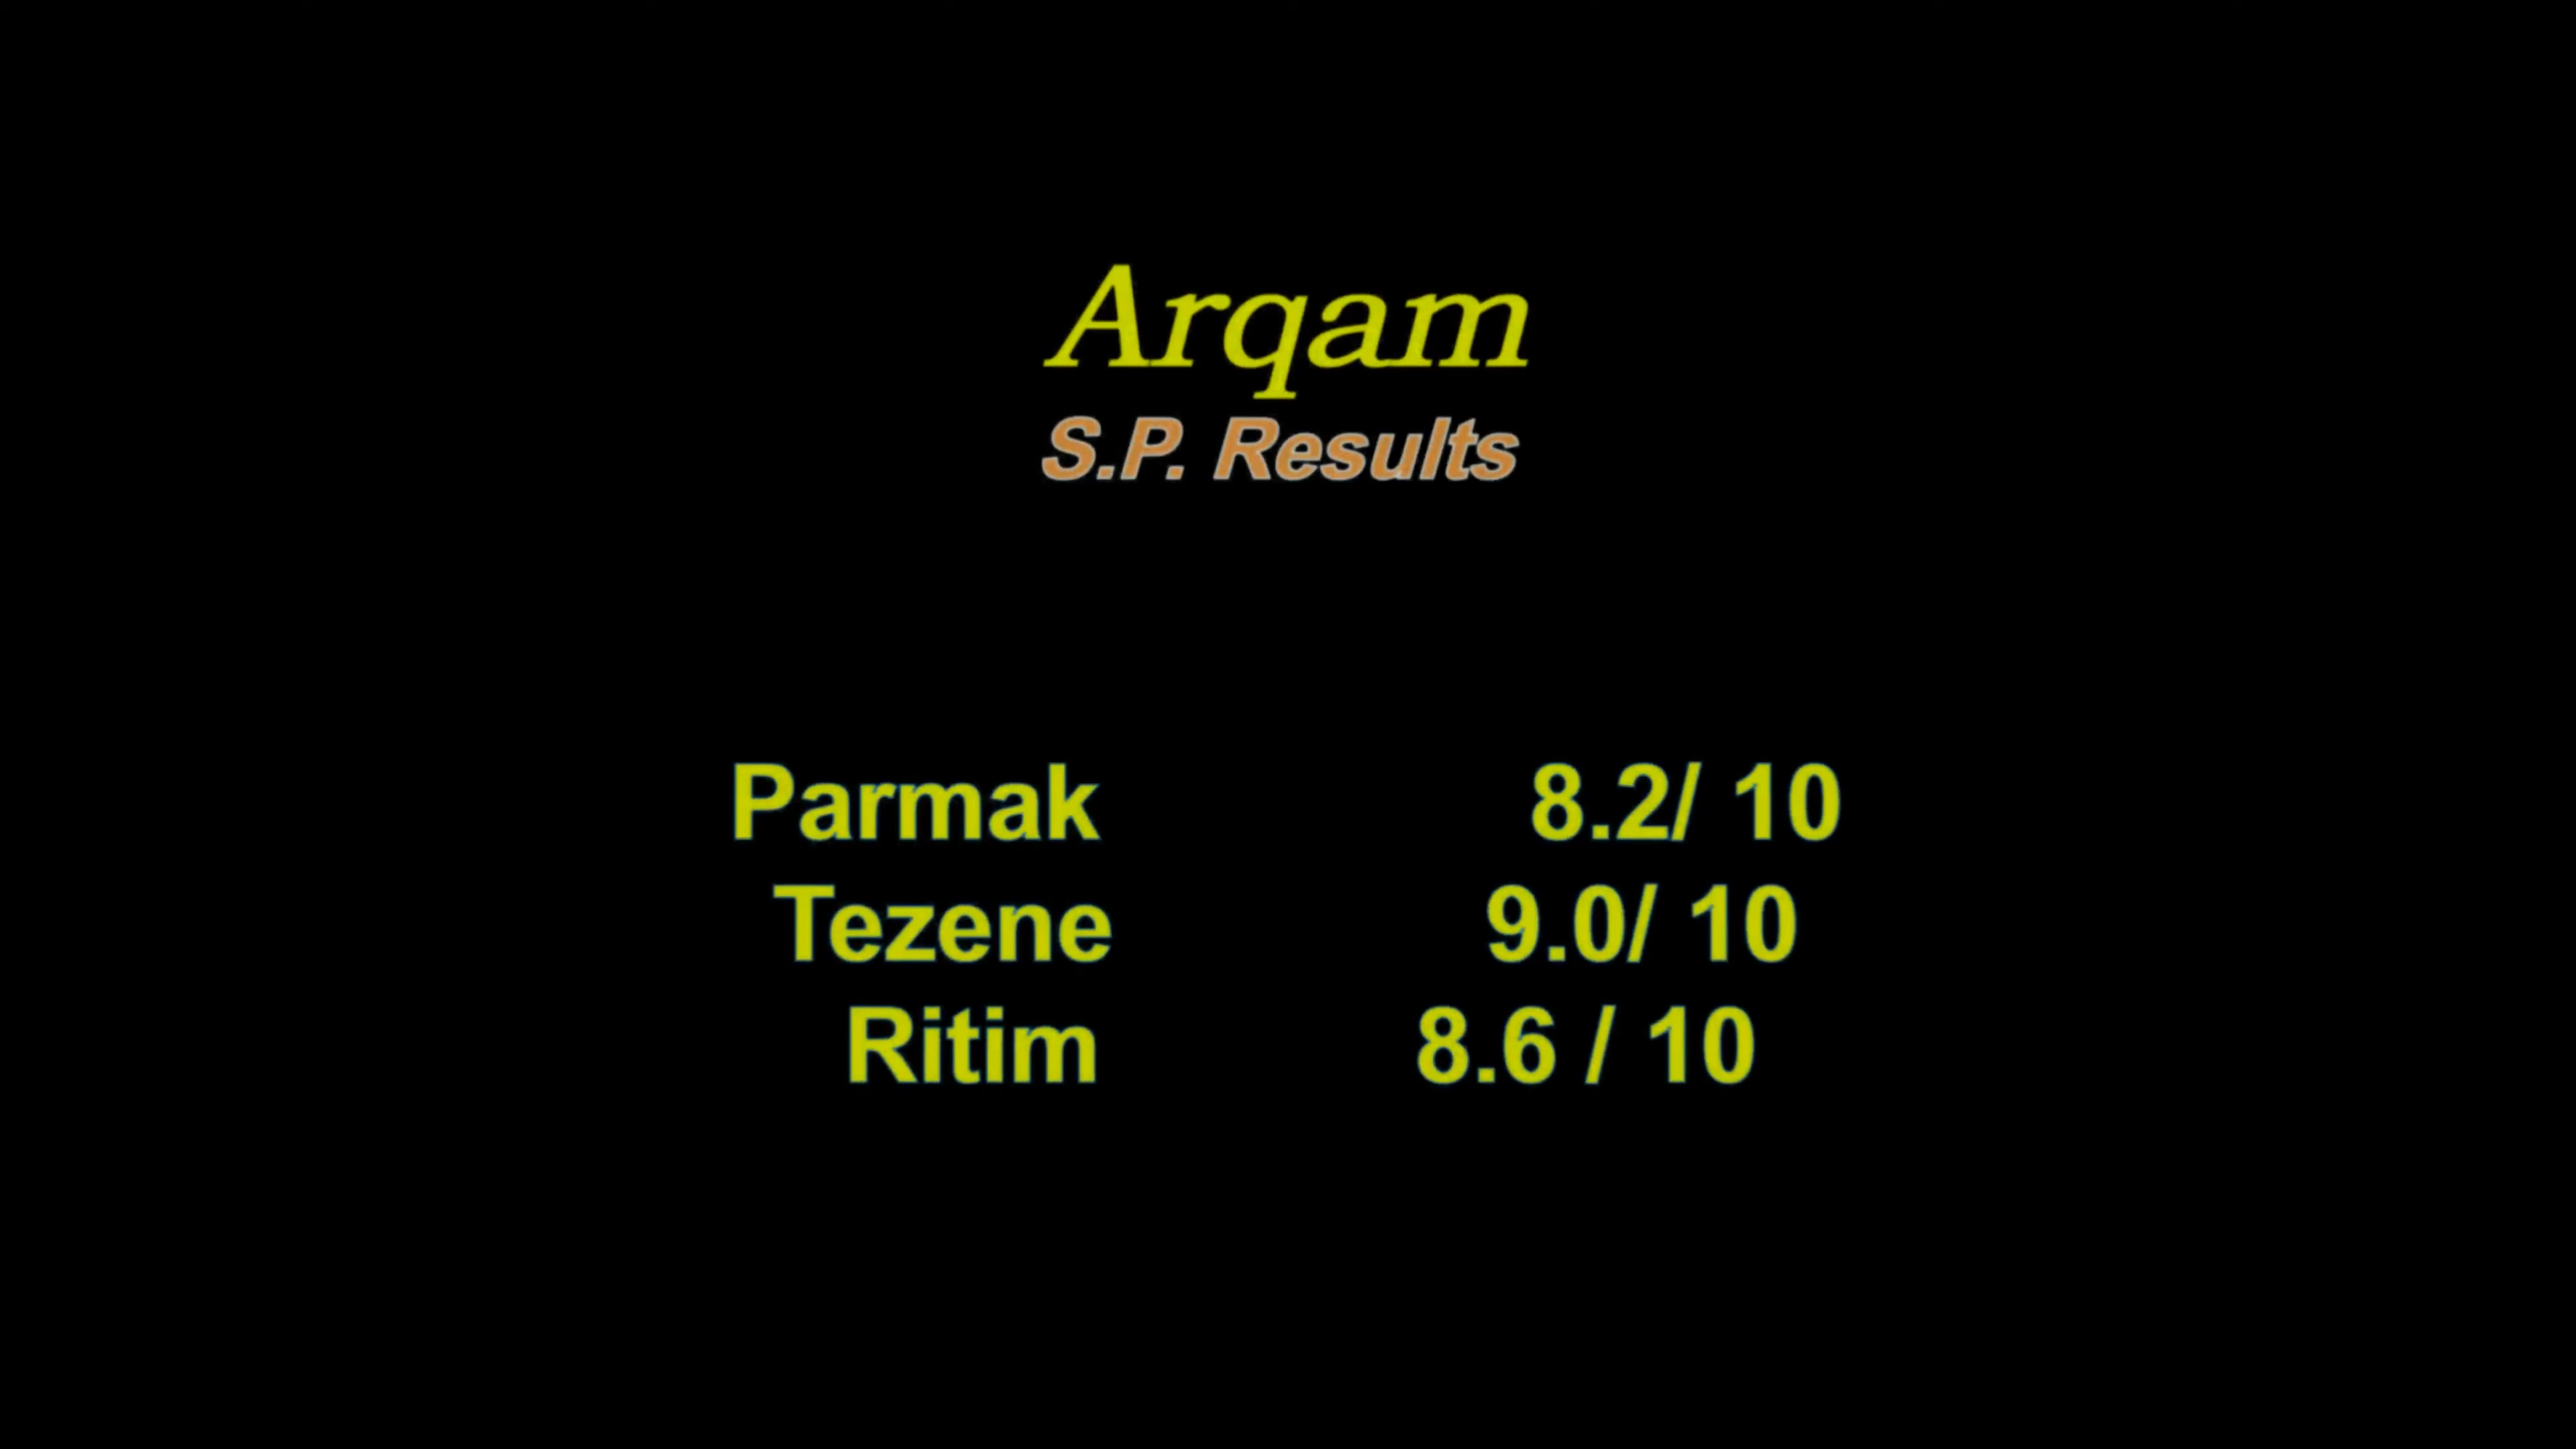 Arqam
S.P. Results
Parmak 8.2/ 10
Tezene 9.0/ 10
Ritim 8.6 / 10